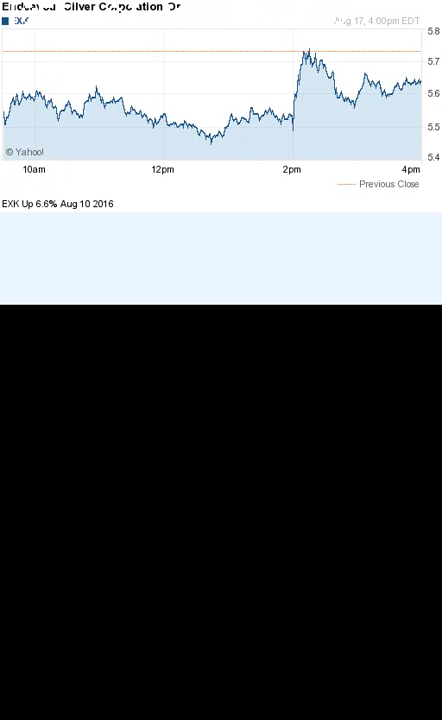 Silver Corporation
EXK Aug 17, 4:00pm EDT
5.8
5.7
5.6
5.5
5.4
© Yahoo!
10am 12pm 2pm 4pm
Previous Close
EXK Up 6.6% Aug 10 2016